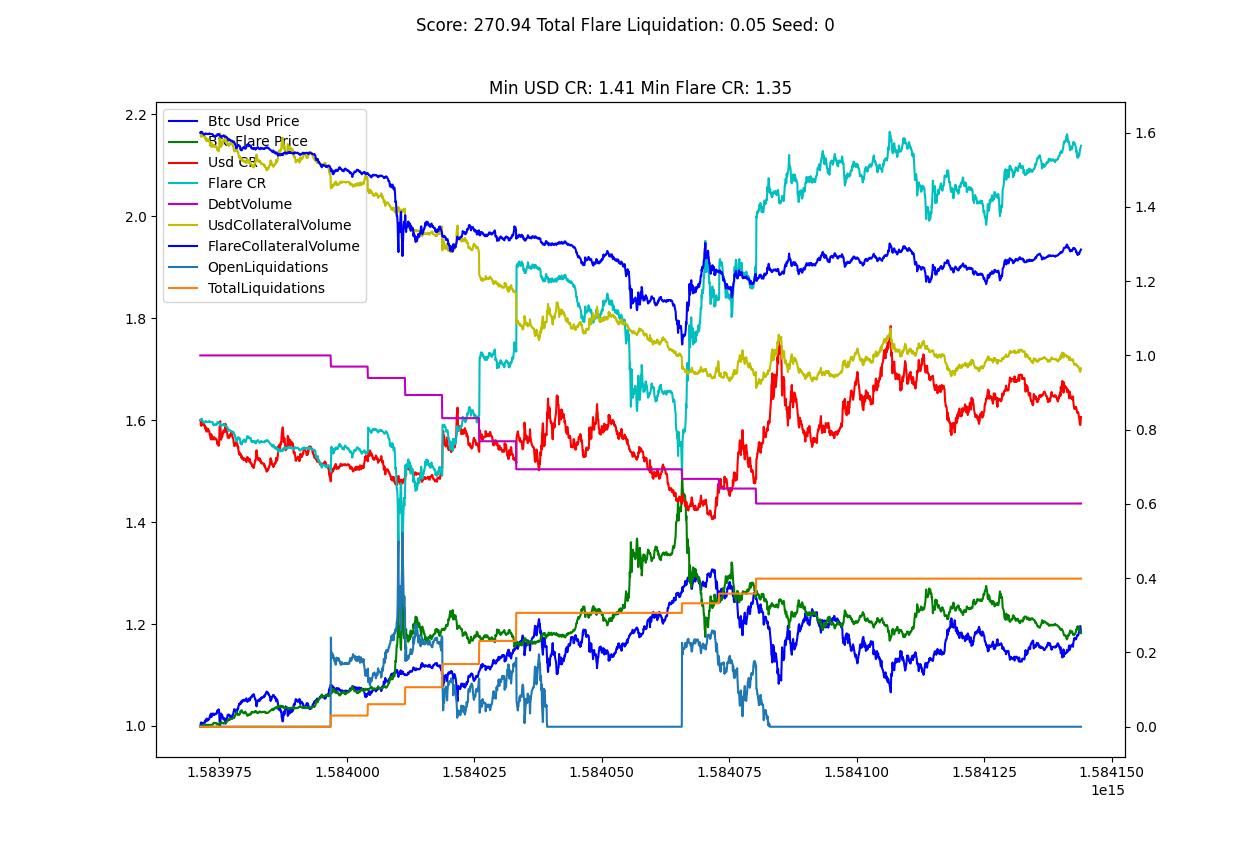 Score: 270.94 Total Flare Liquidation: 0.05 Seed: 0
Min USD CR: 1.41 Min Flare CR: 1.35
Btc Usd Price
Btc Flare Price
Usd CR
Flare CR
DebtVolume
UsdCollateralVolume
FlareCollateralVolume
OpenLiquidations
TotalLiquidations
2.2
2.0
1.8
1.6
1.4
1.2
1.0
1.6
1.4
1.2
1.0
0.8
0.6
0.4
0.2
0.0
1.583975 1.584000 1.584025 1.584050 1.584075 1.584100 1.584125 1.584150
1e15